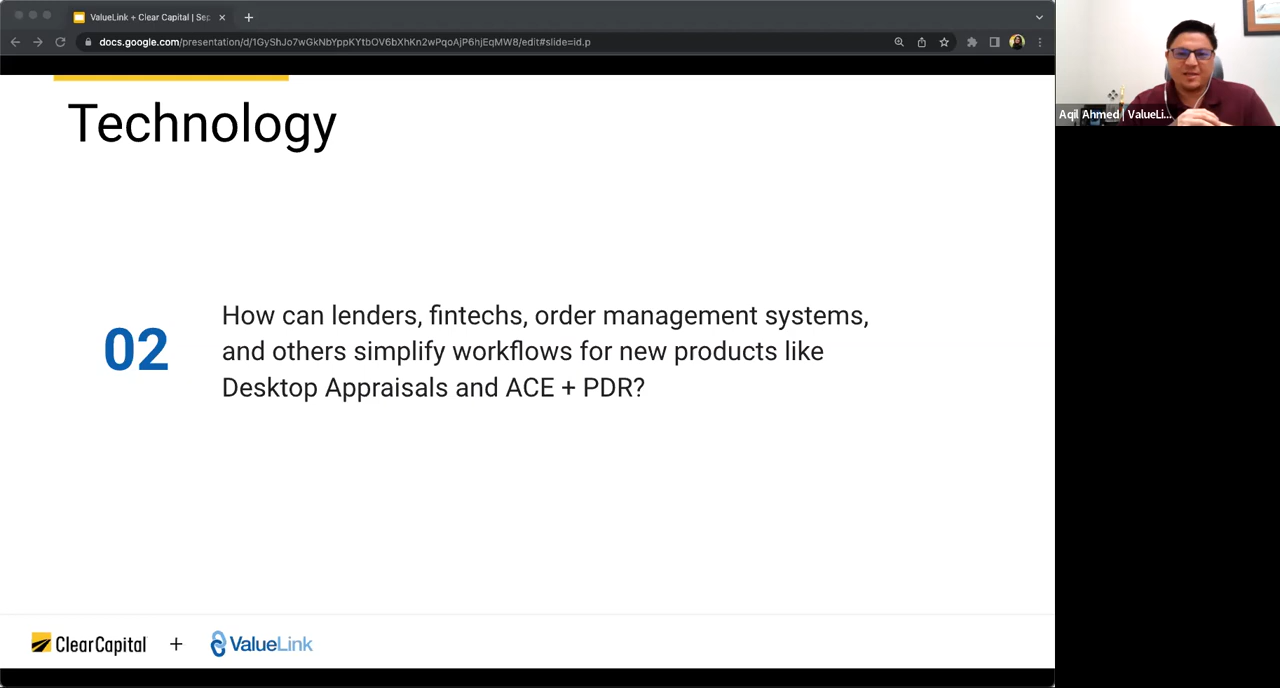 ValueLink + Clear Capital | Sep
docs.google.com/presentation/d/1GyShJo7wGkNbYppKYtbOV6bXhKn2wPqoAjP6hjEqMW8/edit#slide=id.p
Aqil Ahmed | ValueLi...
Technology
02
How can lenders, fintechs, order management systems,
and others simplify workflows for new products like
Desktop Appraisals and ACE + PDR?
ClearCapital + ValueLink